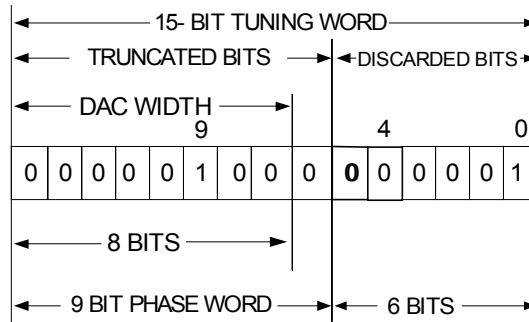 15- BIT TUNING WORD
TRUNCATED BITS DISCARDED BITS
DAC WIDTH
9 4 0
0 0 0 0 0 1 0 0 0 0 0 0 0 0 1
8 BITS
9 BIT PHASE WORD 6 BITS